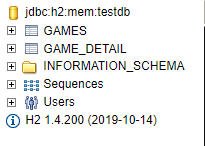 jdbc:h2:mem:testdb
GAMES
GAME_DETAIL
INFORMATION_SCHEMA
Sequences
Users
H2 1.4.200 (2019-10-14)